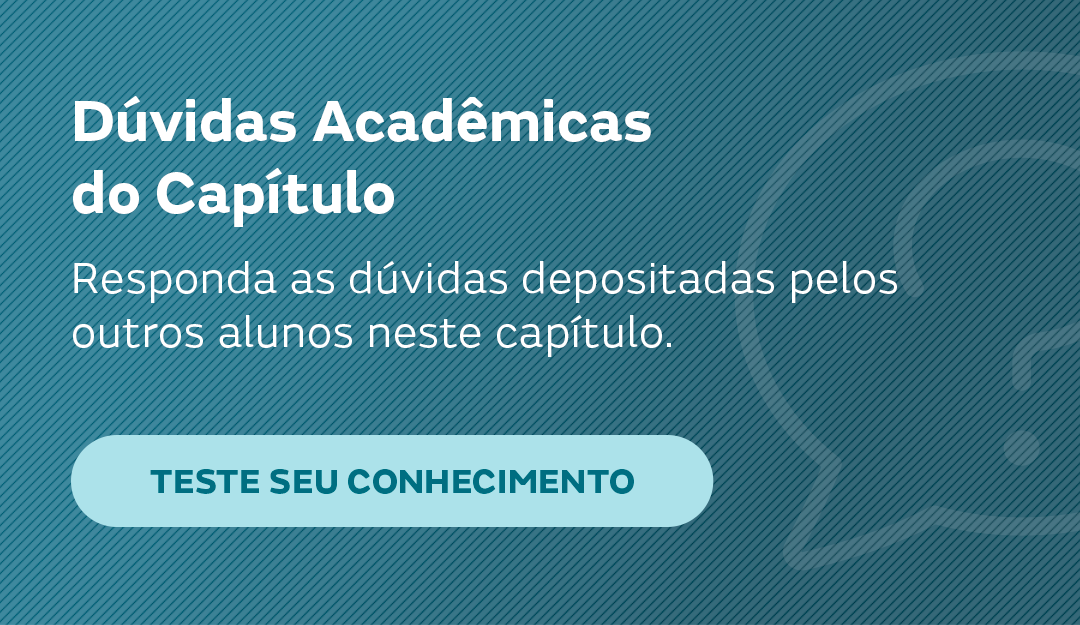 Dúvidas Acadêmicas
do Capítulo
Responda as dúvidas depositadas pelos
outros alunos neste capítulo.
TESTE SEU CONHECIMENTO